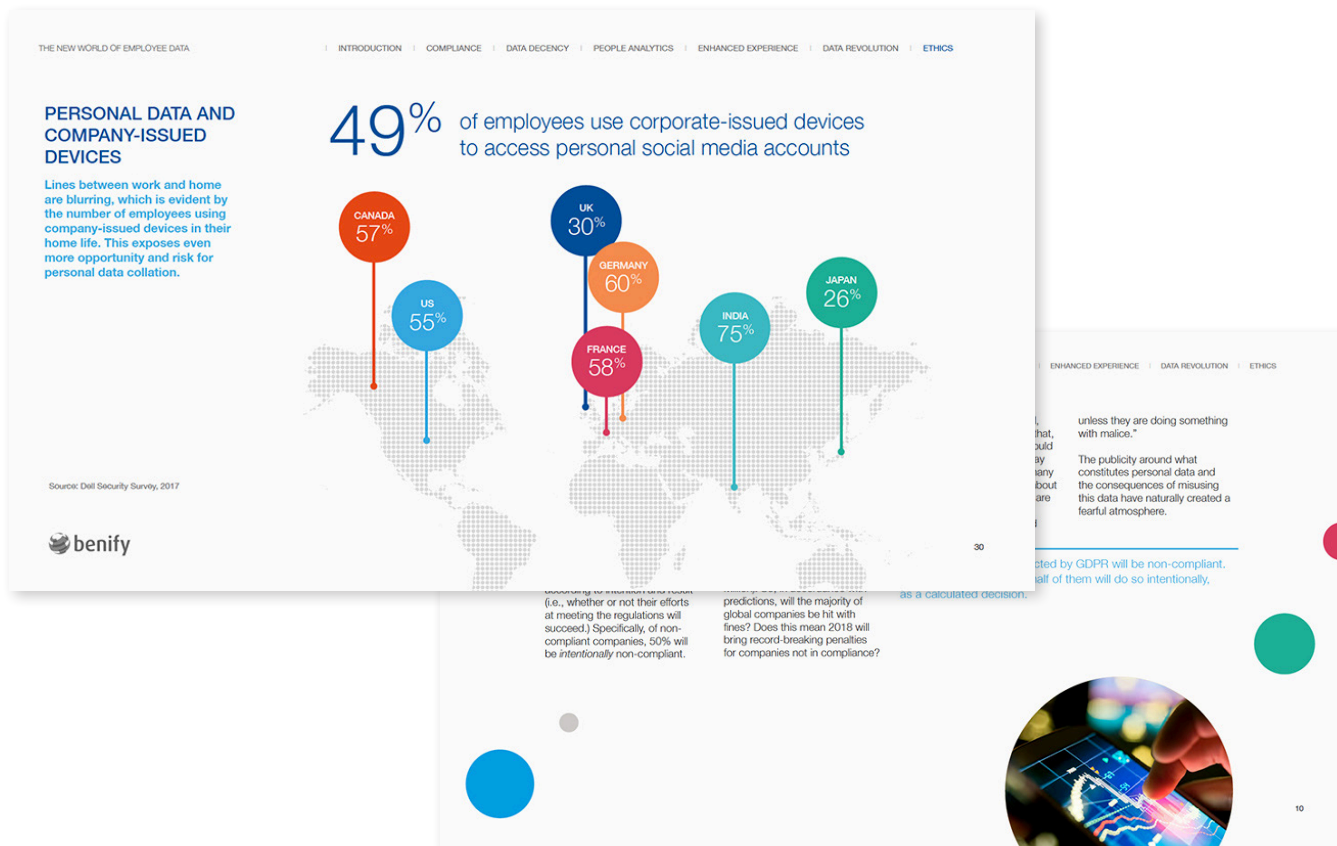 THE NEW WORLD OF EMPLOYEE DATA
INTRODUCTION | COMPLIANCE | DATA DECENCY | PEOPLE ANALYTICS | ENHANCED EXPERIENCE | DATA REVOLUTION | ETHICS
PERSONAL DATA AND
COMPANY-ISSUED
DEVICES
Lines between work and home
are blurring, which is evident by
the number of employees using
company-issued devices in their
home life. This exposes even
more opportunity and risk for
personal data collation.
49%
of employees use corporate-issued devices
to access personal social media accounts
CANADA
57%
US
55%
UK
30%
GERMANY
60%
FRANCE
58%
INDIA
75%
JAPAN
26%
Source: Dell Security Survey, 2017
benify
30
ENHANCED EXPERIENCE | DATA REVOLUTION | ETHICS
unless they are doing something
with malice."
The publicity around what
constitutes personal data and
the consequences of misusing
this data have naturally created a
fearful atmosphere.
by GDPR will be non-compliant.
of them will do so intentionally,
as a calculated decision.
(i.e., whether or not their efforts
at meeting the regulations will
succeed.) Specifically, of non-
compliant companies, 50% will
be intentionally non-compliant.
predictions, will the majority of
global companies be hit with
fines? Does this mean 2018 will
bring record-breaking penalties
for companies not in compliance?
10